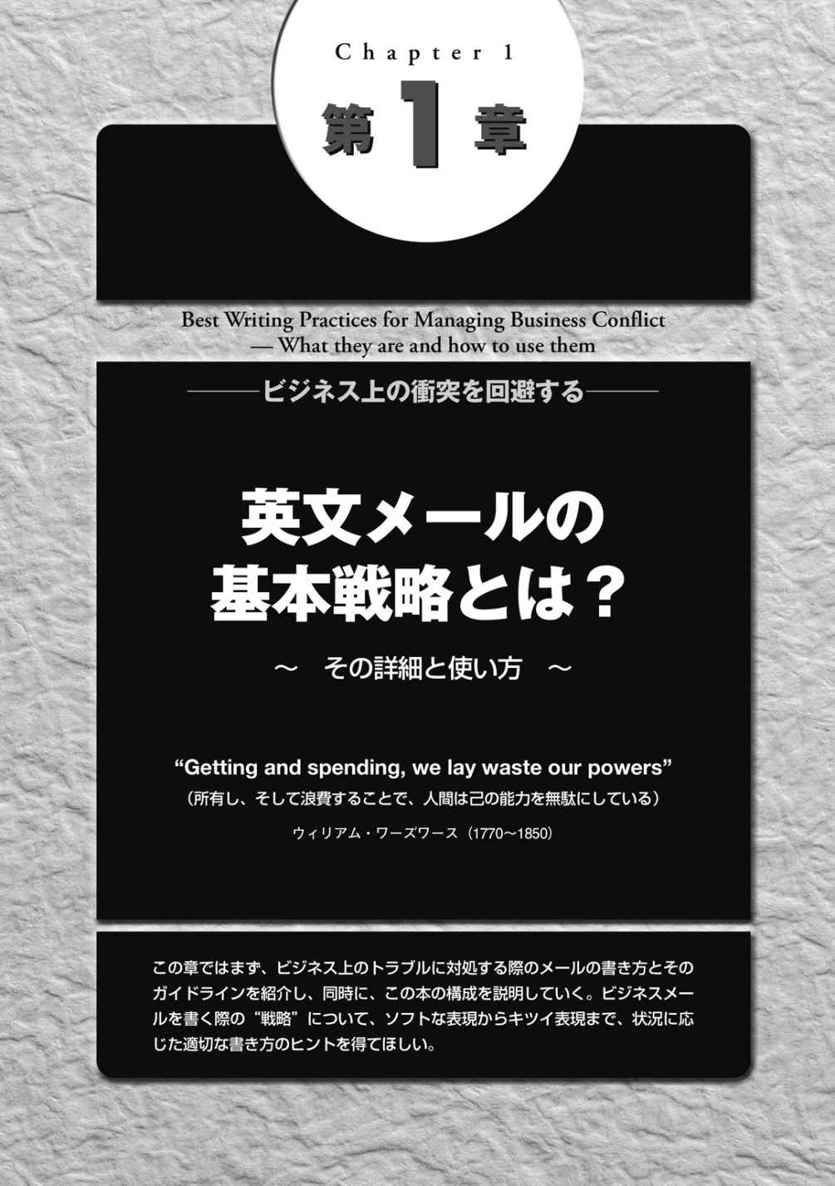 Chapter 1
第1章
Best Writing Practices for Managing Business Conflict
— What they are and how to use them
ビジネス上の衝突を回避する
英文メールの
基本戦略とは？
～　その詳細と使い方　～
“Getting and spending, we lay waste our powers”
（所有し、そして浪費することで、人間は己の能力を無駄にしている）
ウィリアム・ワーズワース（1770～1850）
この章ではまず、ビジネス上のトラブルに対処する際のメールの書き方とその
ガイドラインを紹介し、同時に、この本の構成を説明していく。ビジネスメー
ルを書く際の“戦略”について、ソフトな表現からキツイ表現まで、状況に応
じた適切な書き方のヒントを得てほしい。